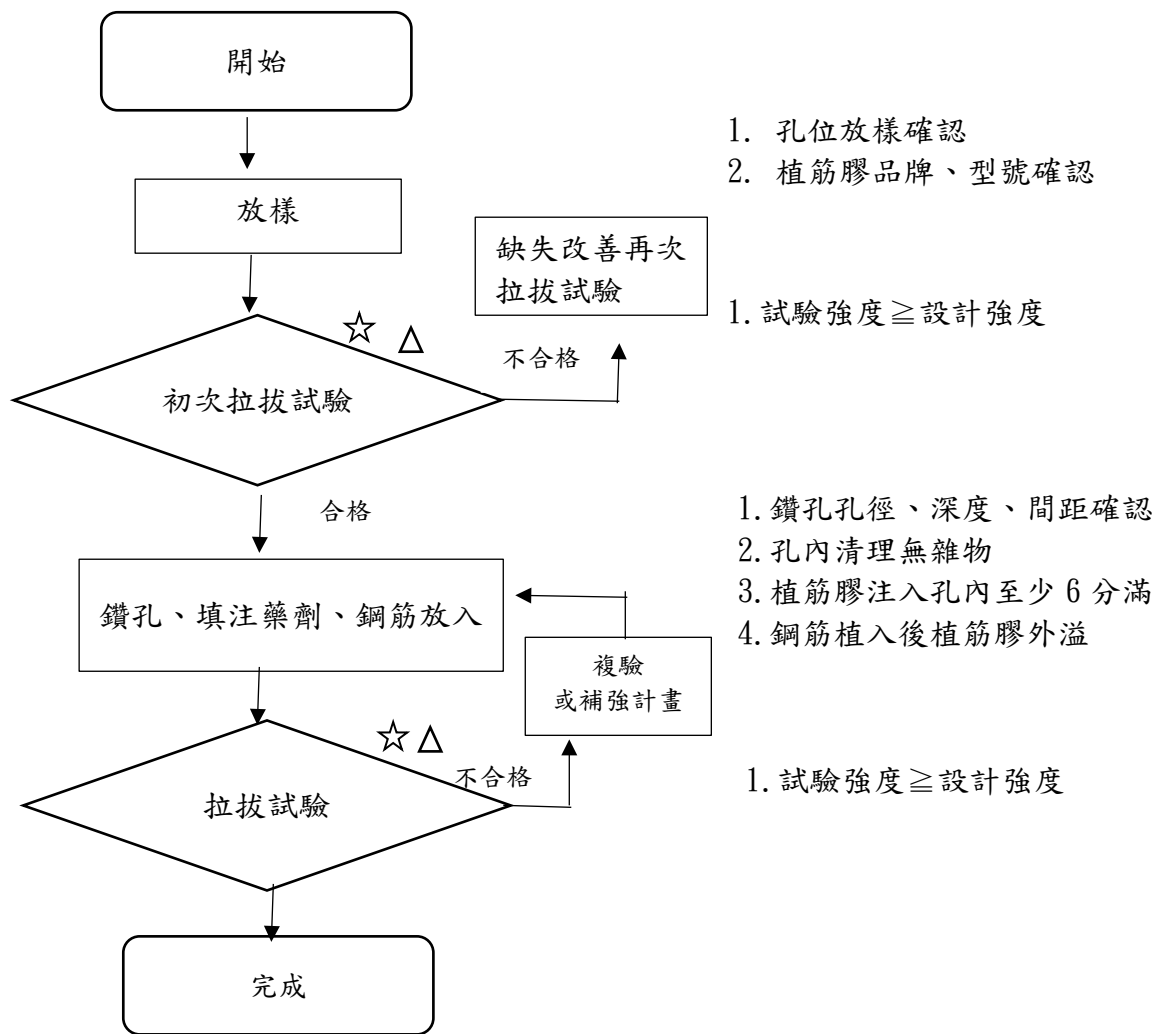 開始
1. 孔位放樣確認
2. 植筋膠品牌、型號確認
放樣
缺失改善再次
拉拔試驗
1.試驗強度≧設計強度
☆ △
不合格
初次拉拔試驗
合格
1.鑽孔孔徑、深度、間距確認
2.孔內清理無雜物
3.植筋膠注入孔內至少 6 分滿
4.鋼筋植入後植筋膠外溢
鑽孔、填注藥劑、鋼筋放入
複驗
或補強計畫
☆ △
不合格
1.試驗強度≧設計強度
拉拔試驗
完成